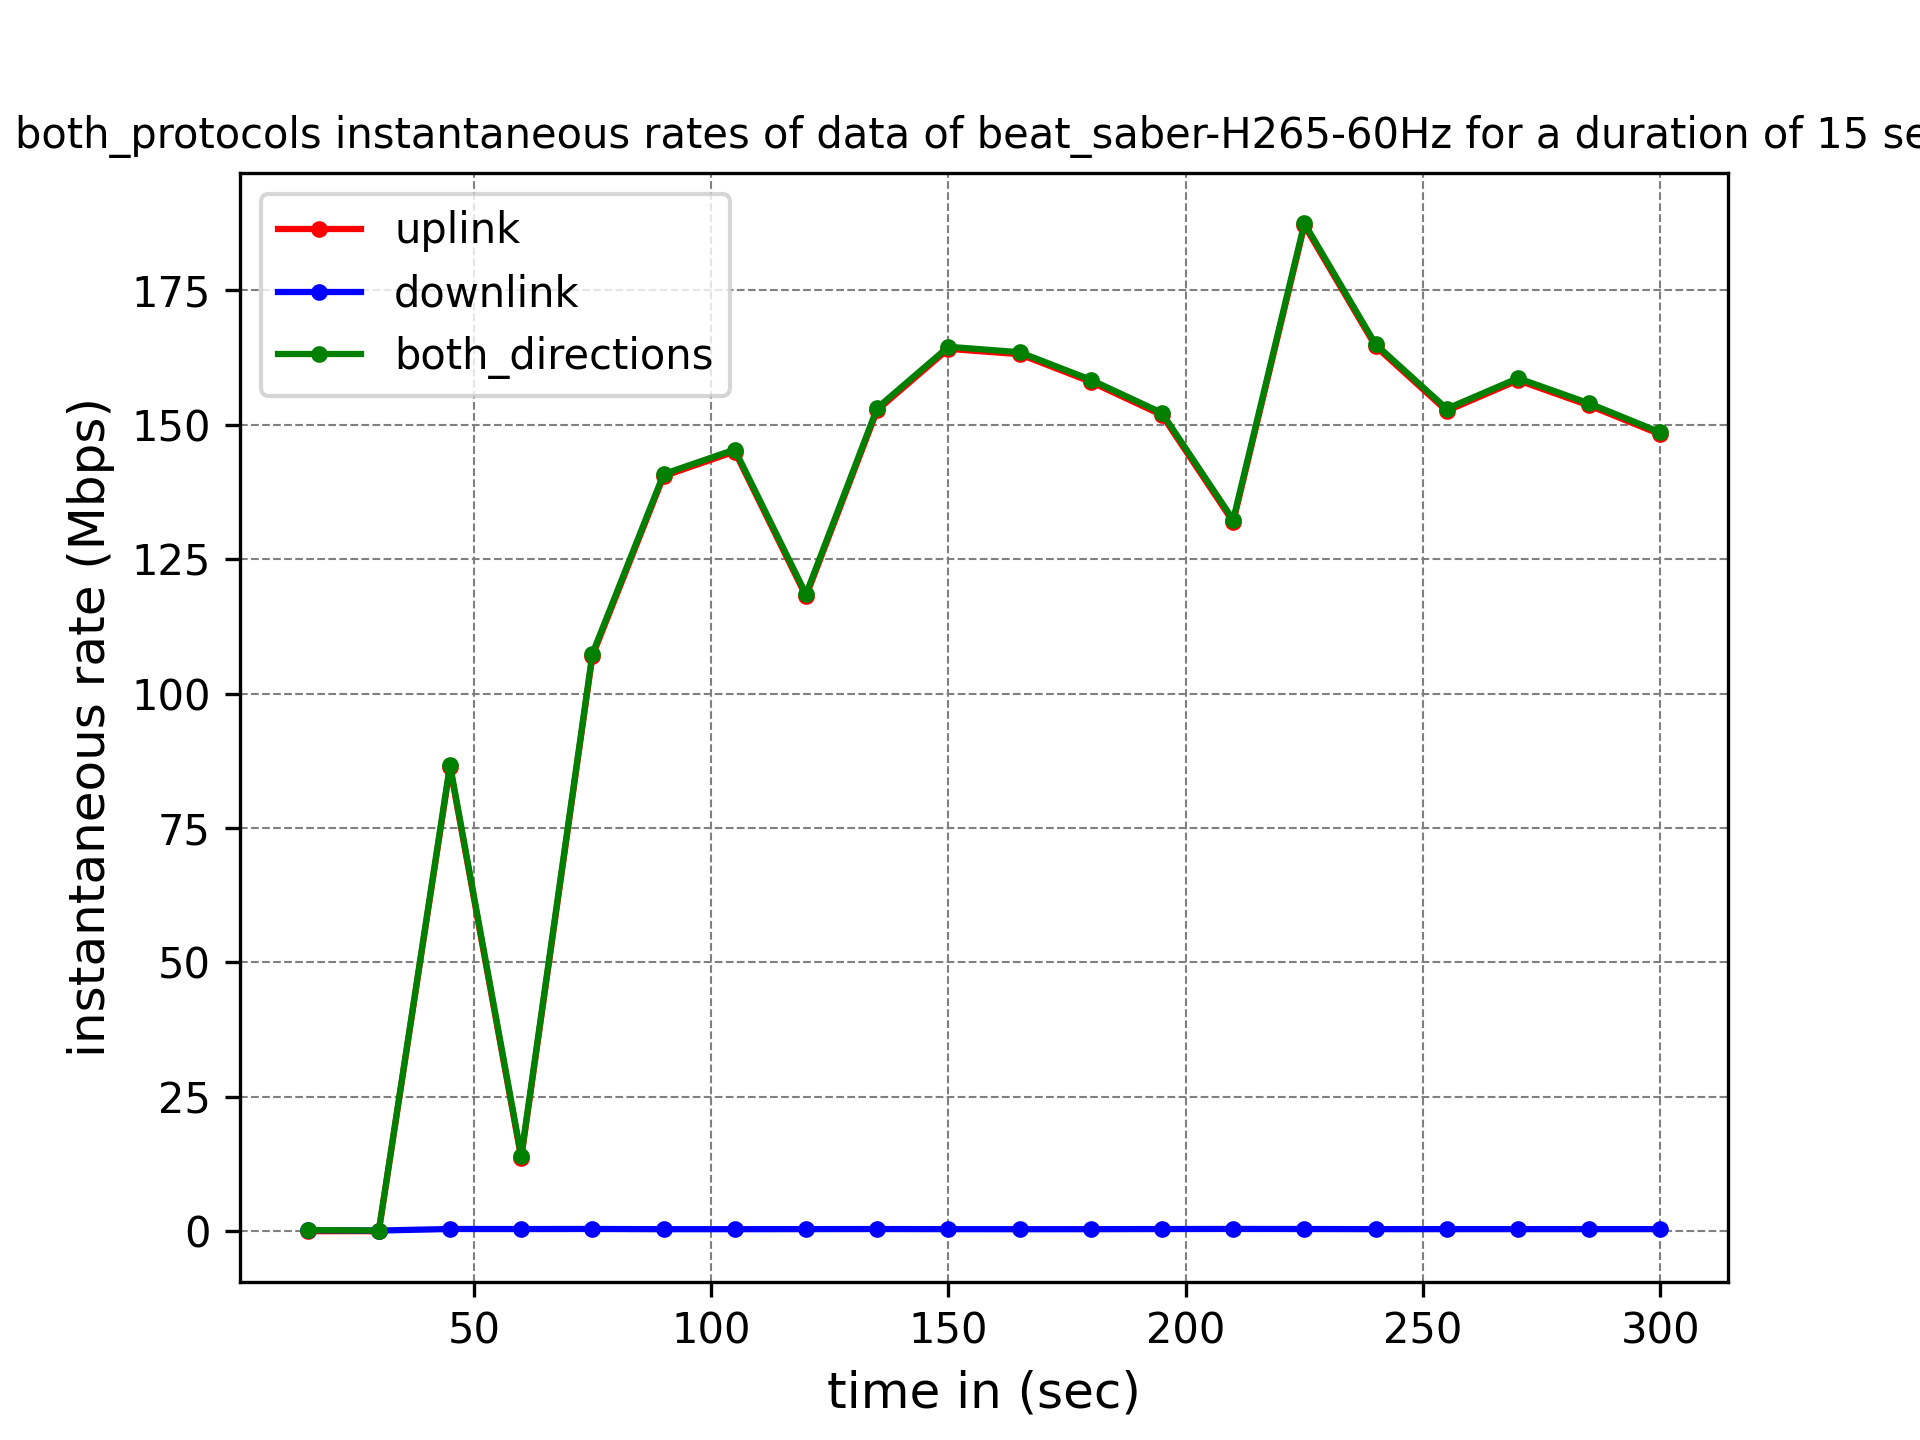 both_protocols instantaneous rates of data of beat_saber-H265-60Hz for a duration of 15 se
uplink
downlink
both_directions
instantaneous rate (Mbps)
175
150
125
100
75
50
25
0
50 100 150 200 250 300
time in (sec)